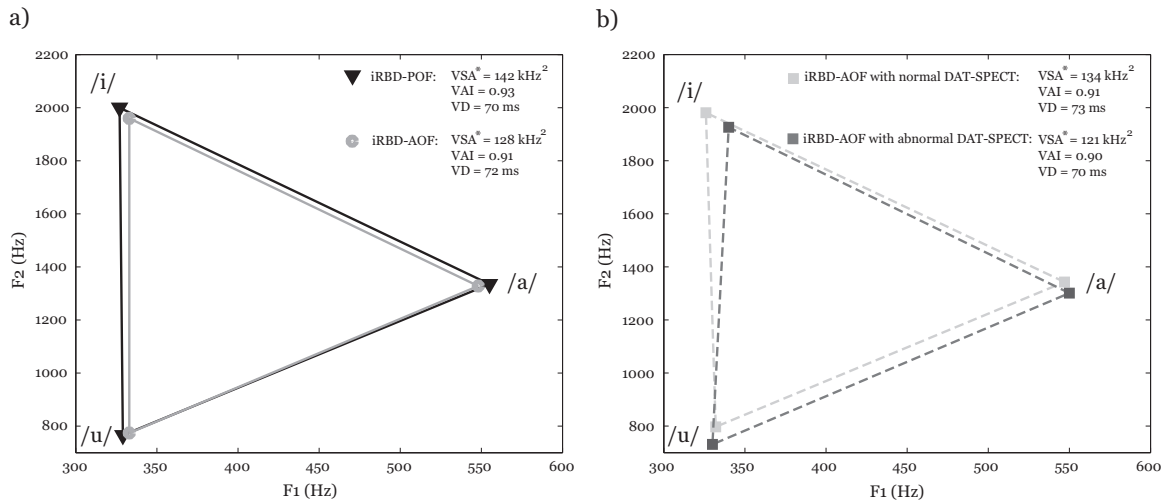 a)
2200
2000
1800
1600
1400
1200
1000
800
F2 (Hz)
/i/
/a/
/u/
iRBD-POF: VSA* = 142 kHz²
VAI = 0.93
VD = 70 ms
iRBD-AOF: VSA* = 128 kHz²
VAI = 0.91
VD = 72 ms
300 350 400 450 500 550 600
F1 (Hz)
b)
2200
2000
1800
1600
1400
1200
1000
800
F2 (Hz)
/i/
/a/
/u/
iRBD-AOF with normal DAT-SPECT: VSA* = 134 kHz²
VAI = 0.91
VD = 73 ms
iRBD-AOF with abnormal DAT-SPECT: VSA* = 121 kHz²
VAI = 0.90
VD = 70 ms
300 350 400 450 500 550 600
F1 (Hz)